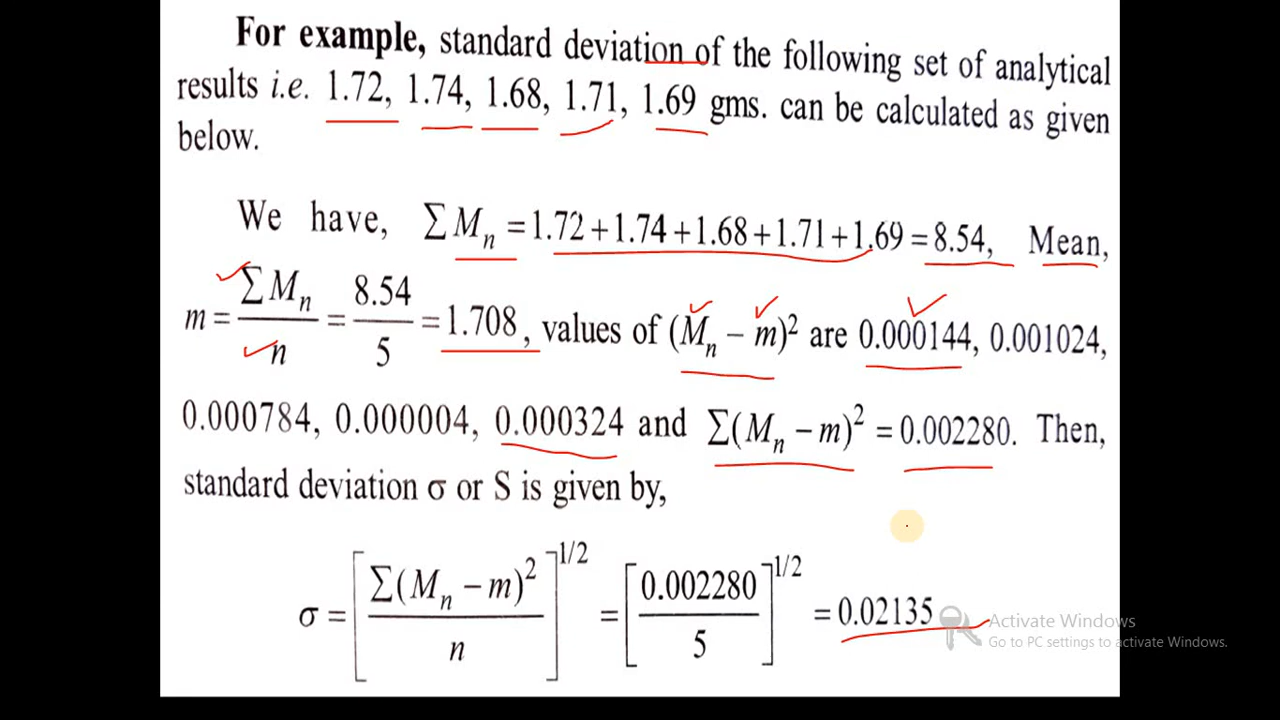 For example, standard deviation of the following set of analytical
results i.e. 1.72, 1.74, 1.68, 1.71, 1.69 gms. can be calculated as given
below.
We have, ∑ Mₙ = 1.72+1.74+1.68+1.71+1.69 = 8.54, Mean,
m = ∑ Mₙ / n = 8.54 / 5 = 1.708, values of (Mₙ − m)² are 0.000144, 0.001024,
0.000784, 0.000004, 0.000324 and ∑(Mₙ − m)² = 0.002280. Then,
standard deviation σ or S is given by,
σ = [∑(Mₙ − m)² / n]^1/2 = [0.002280 / 5]^1/2 = 0.02135
Activate Windows
Go to PC settings to activate Windows.